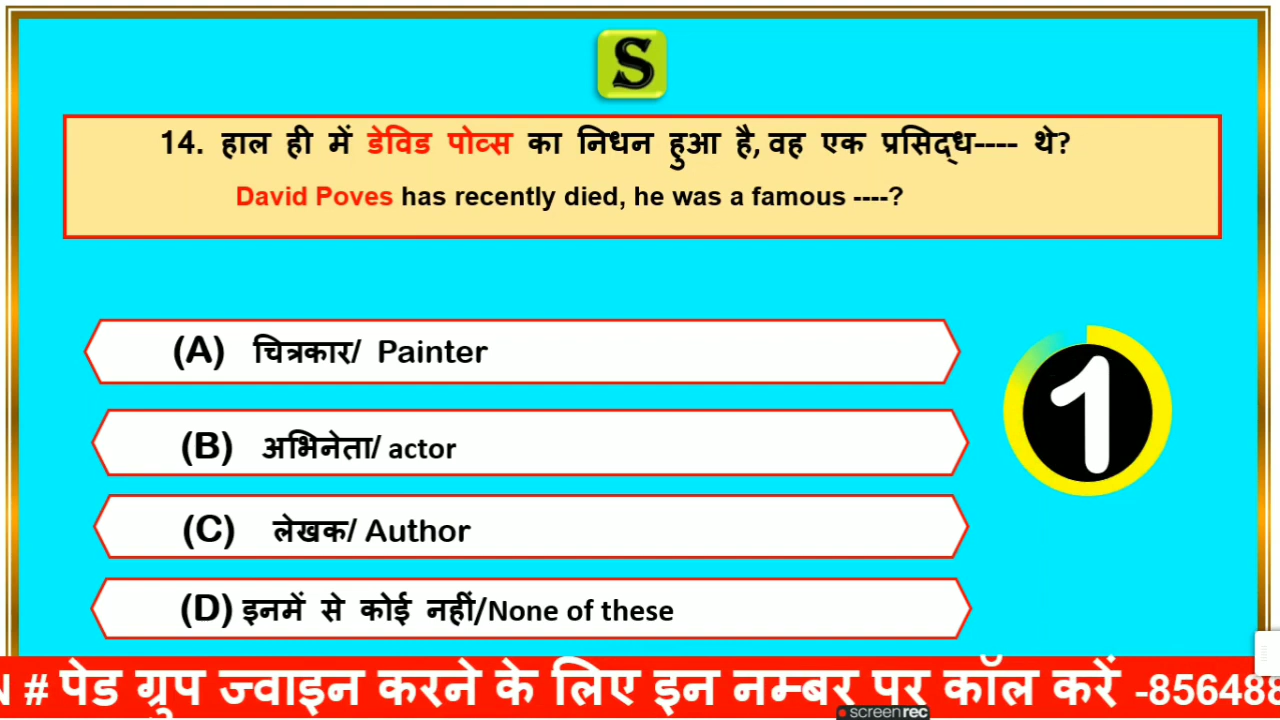 S
14. हाल ही में डेविड पोव्स का निधन हुआ है, वह एक प्रसिद्ध---- थे?
David Poves has recently died, he was a famous ----?
(A) चित्रकार/ Painter
1
(B) अभिनेता/ actor
(C) लेखक/ Author
(D) इनमें से कोई नहीं/None of these
N # पेड ग्रुप ज्वाइन करने के लिए इन नम्बर पर कॉल करें -856488
screenrec